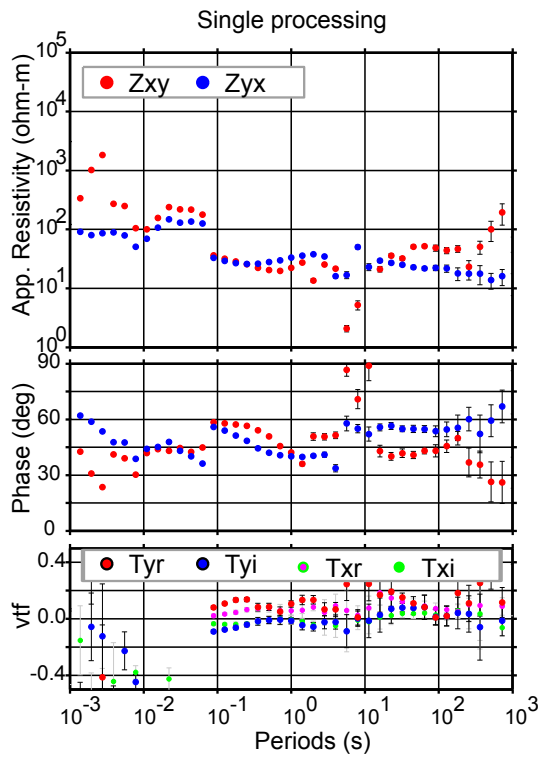 Single processing
App. Resistivity (ohm-m)
10^5
10^4
10^3
10^2
10^1
10^0
Zxy Zyx
Phase (deg)
90
60
30
0
vtf
0.4
0.0
-0.4
Tyr Tyi Txr Txi
10^-3 10^-2 10^-1 10^0 10^1 10^2 10^3
Periods (s)